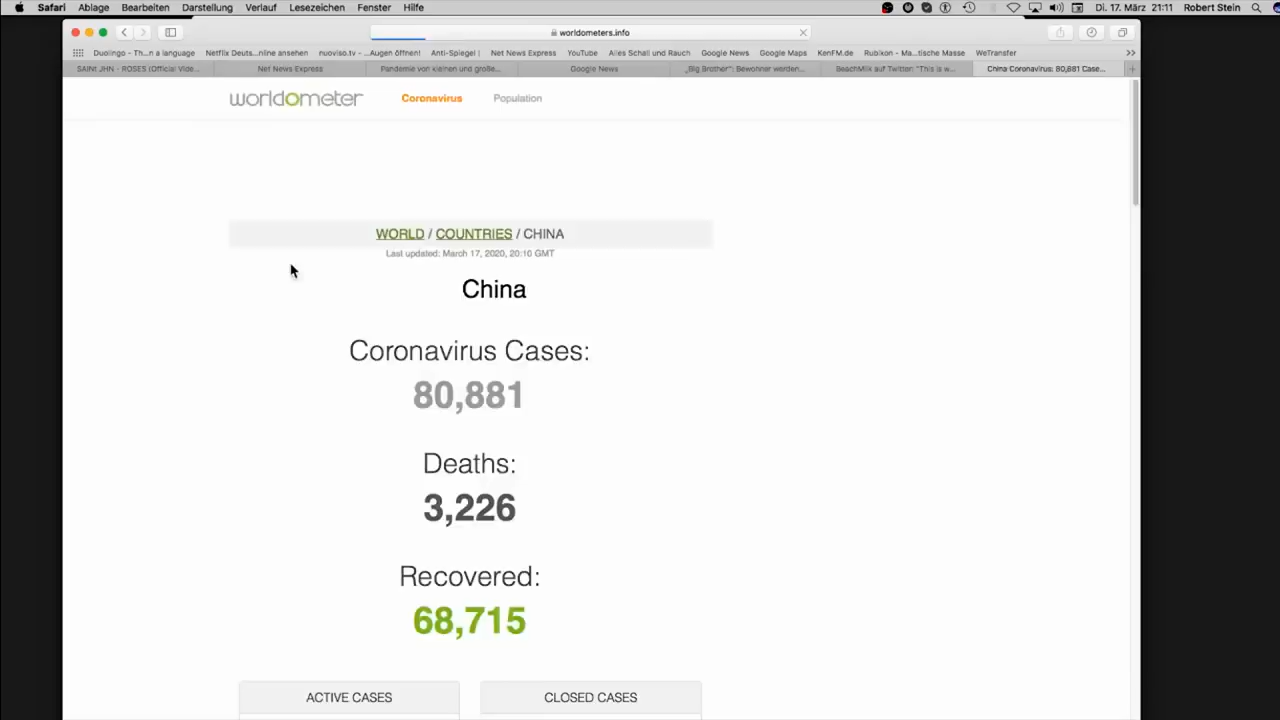 Safari Ablage Bearbeiten Darstellung Verlauf Lesezeichen Fenster Hilfe Di. 17. März 21:11 Robert Stein
worldometers.info
Duolingo - Th...n a language Netflix Deuts...nline ansehen nuoviso.tv - ...Augen öffnen! Anti-Spiegel | Net News Express YouTube Alles Schall und Rauch Google News Google Maps KenFM.de Rubikon - Ma...tische Masse WeTransfer
SAINt JHN - ROSES (Official Vide... Net News Express Pandemie von kleinen und große... Google News „Big Brother": Bewohner werden... BeachMilk auf Twitter: "This is w... China Coronavirus: 80,881 Case...
worldometer Coronavirus Population
WORLD / COUNTRIES / CHINA
Last updated: March 17, 2020, 20:10 GMT
China
Coronavirus Cases:
80,881
Deaths:
3,226
Recovered:
68,715
ACTIVE CASES CLOSED CASES